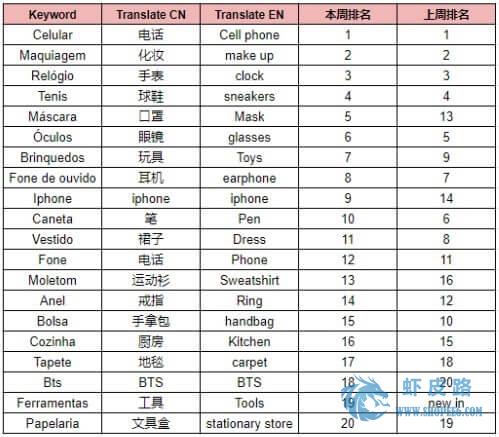 Keyword Translate CN Translate EN 本周排名 上周排名
Celular 电话 Cell phone 1 1
Maquiagem 化妆 make up 2 2
Relógio 手表 clock 3 3
Tenis 球鞋 sneakers 4 4
Máscara 口罩 Mask 5 13
Óculos 眼镜 glasses 6 5
Brinquedos 玩具 Toys 7 9
Fone de ouvido 耳机 earphone 8 7
Iphone iphone iphone 9 14
Caneta 笔 Pen 10 6
Vestido 裙子 Dress 11 8
Fone 电话 Phone 12 11
Moletom 运动衫 Sweatshirt 13 16
Anel 戒指 Ring 14 12
Bolsa 手拿包 handbag 15 10
Cozinha 厨房 Kitchen 16 15
Tapete 地毯 carpet 17 18
Bts BTS BTS 18 20
Ferramentas 工具 Tools 19 new in
Papelaria 文具盒 stationary store 20 19
虾皮路